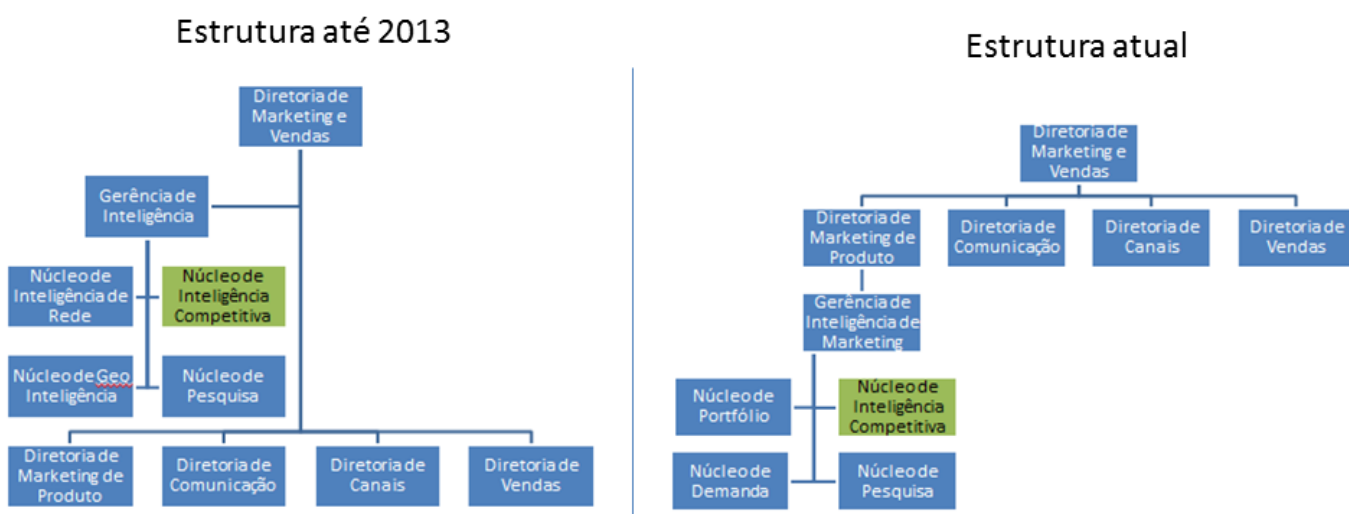 Estrutura até 2013
Diretoria de
Marketing e
Vendas
Gerência de
Inteligência
Núcleo de
Inteligência de
Rede
Núcleo de
Inteligência
Competitiva
Núcleo de Geo
Inteligência
Núcleo de
Pesquisa
Diretoria de
Marketing de
Produto
Diretoria de
Comunicação
Diretoria de
Canais
Diretoria de
Vendas
Estrutura atual
Diretoria de
Marketing e
Vendas
Diretoria de
Marketing de
Produto
Diretoria de
Comunicação
Diretoria de
Canais
Diretoria de
Vendas
Gerência de
Inteligência de
Marketing
Núcleo de
Portfólio
Núcleo de
Inteligência
Competitiva
Núcleo de
Demanda
Núcleo de
Pesquisa